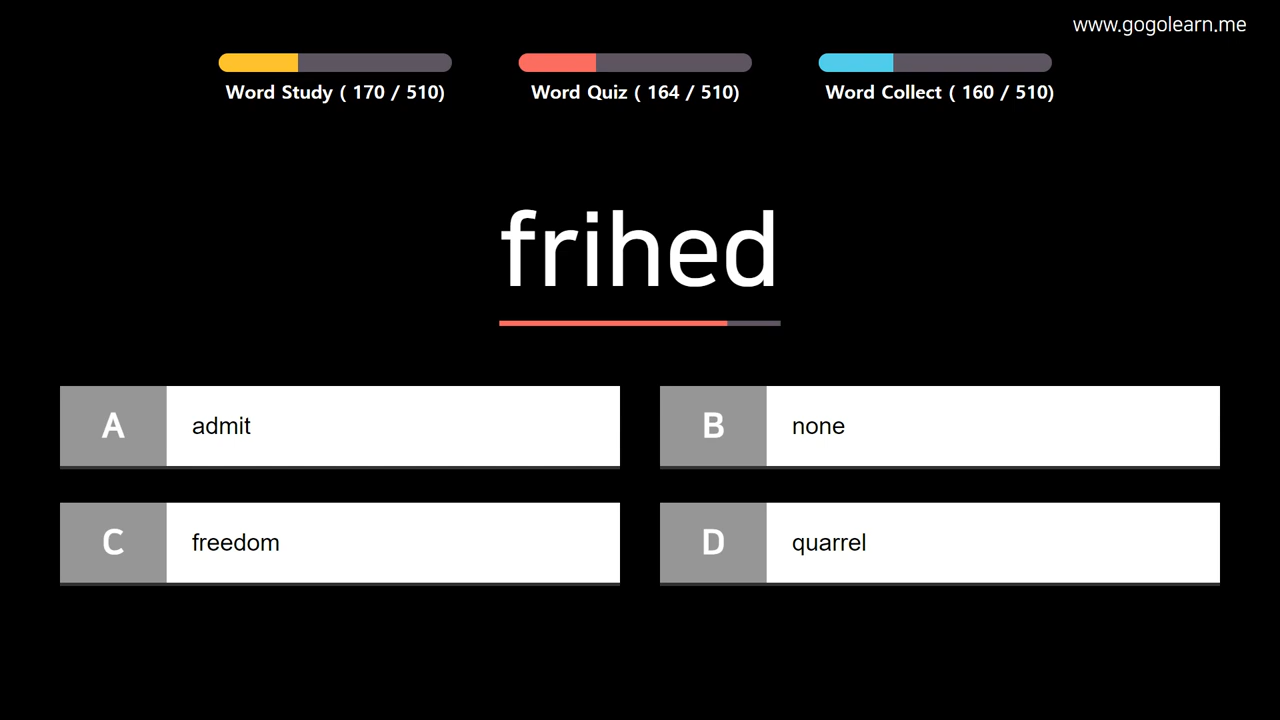 www.gogolearn.me
Word Study ( 170 / 510)
Word Quiz ( 164 / 510)
Word Collect ( 160 / 510)
frihed
A admit
B none
C freedom
D quarrel